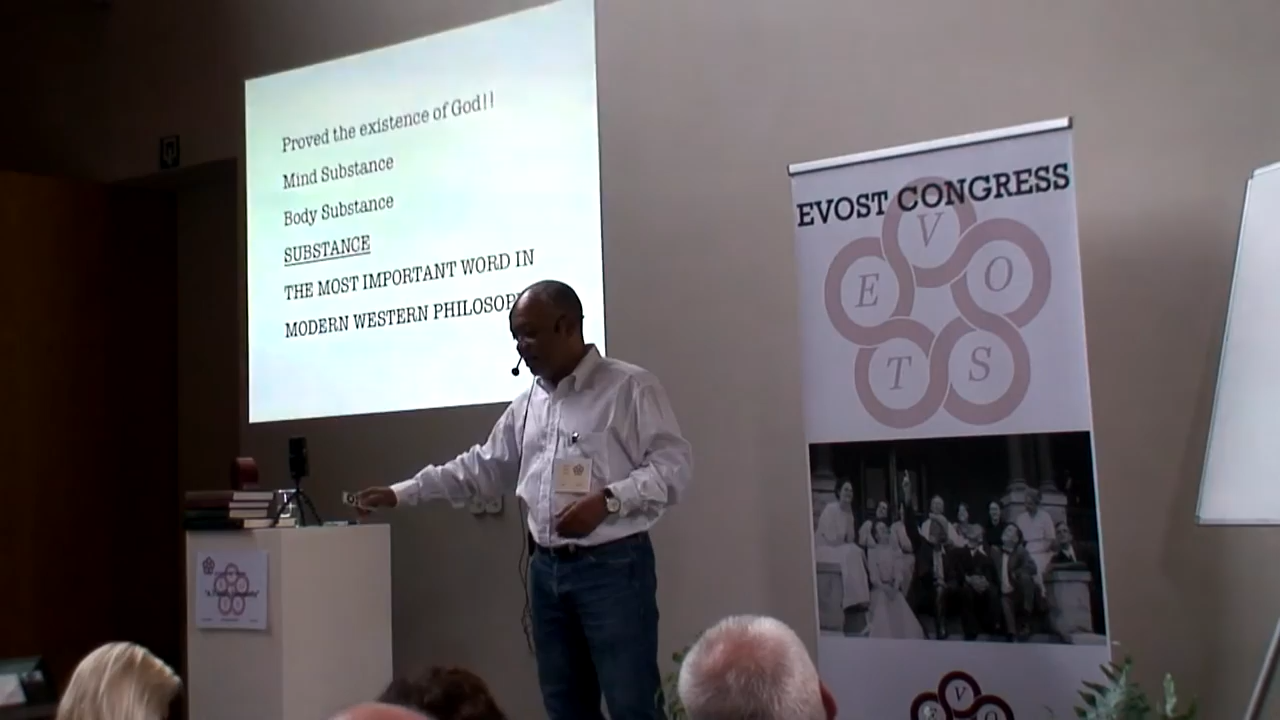 Proved the existence of God!!
Mind Substance
Body Substance
SUBSTANCE
THE MOST IMPORTANT WORD IN
MODERN WESTERN
EVOST CONGRESS
V
E
O
T
S
V
O